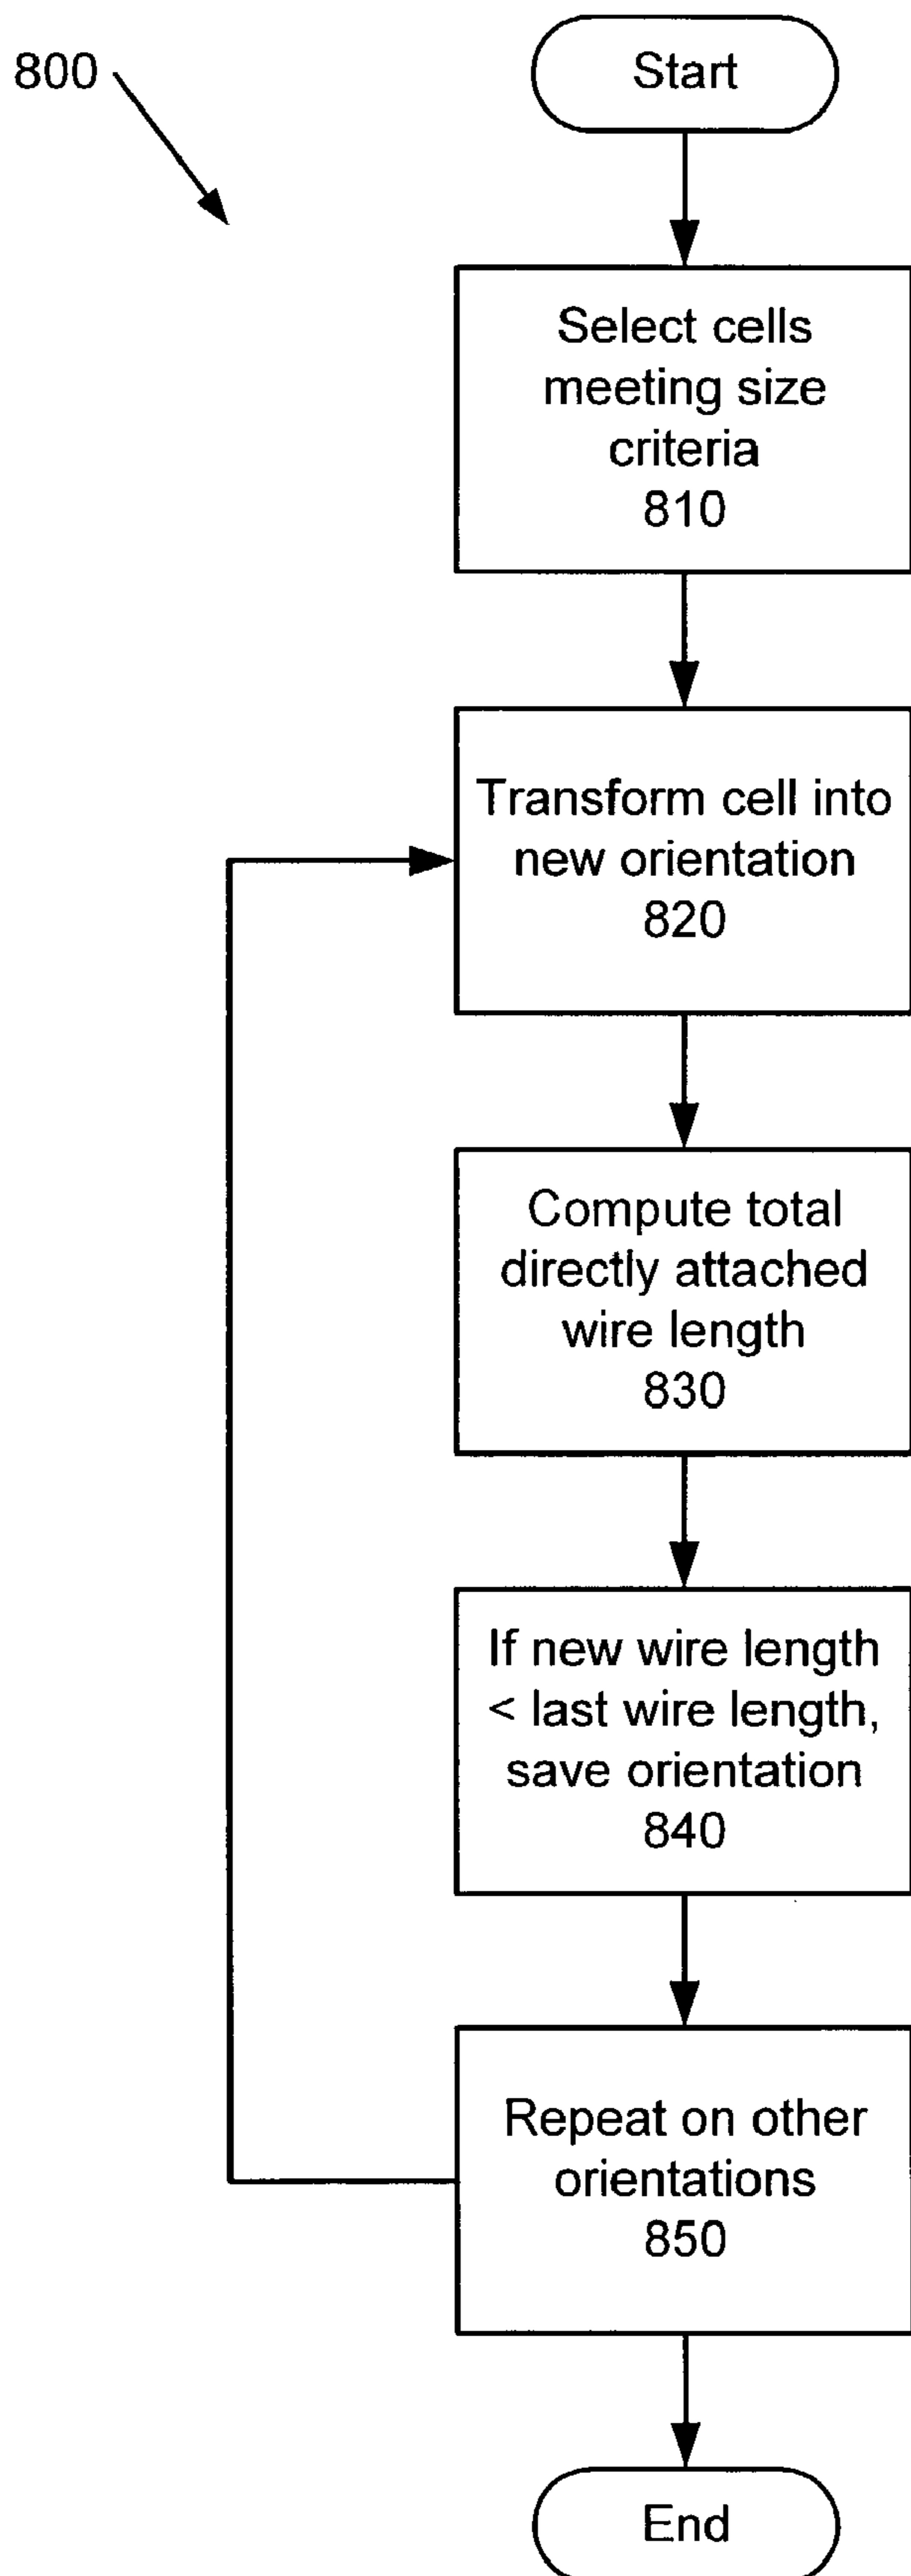 800
Start
Select cells
meeting size
criteria
810
Transform cell into
new orientation
820
Compute total
directly attached
wire length
830
If new wire length
< last wire length,
save orientation
840
Repeat on other
orientations
850
End